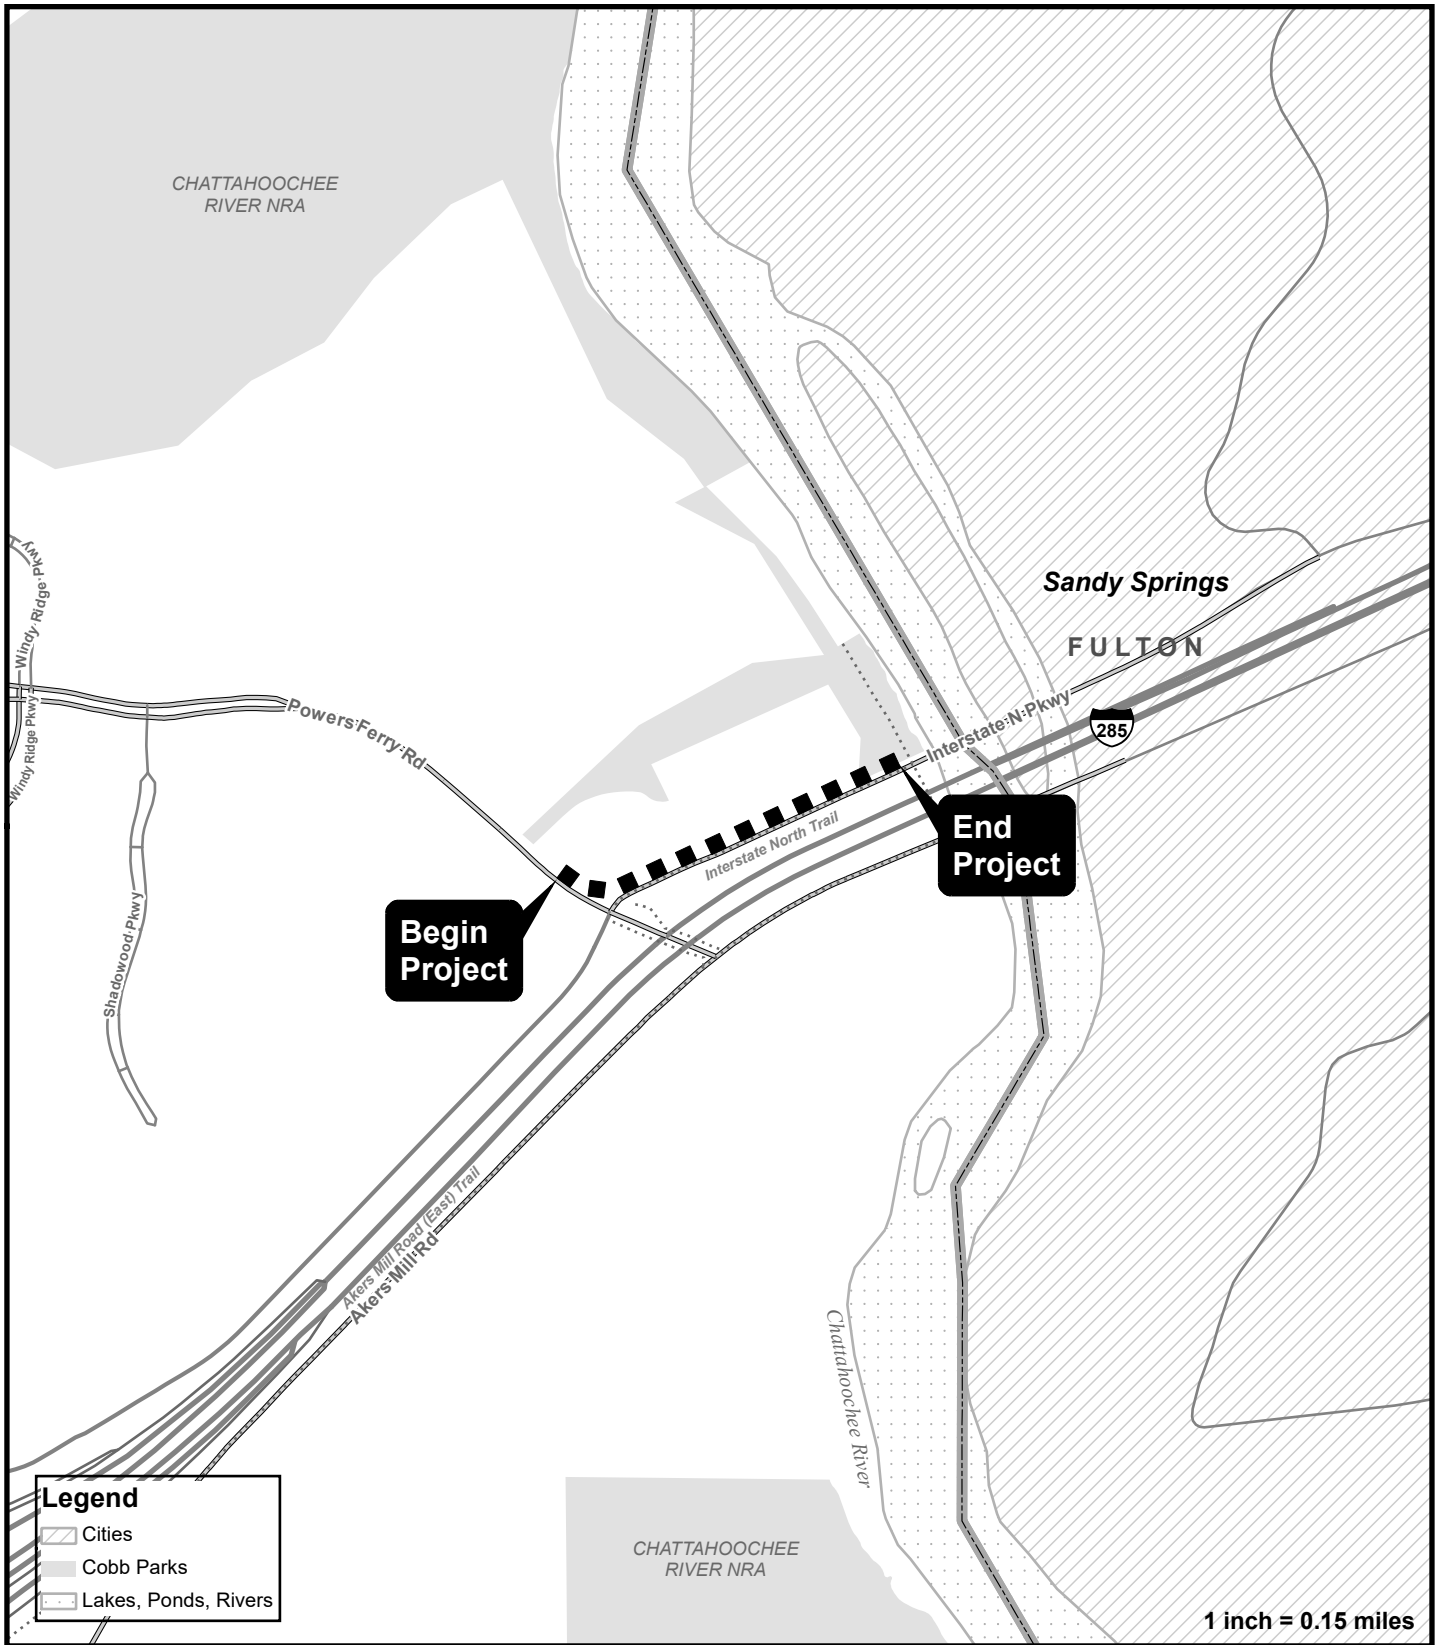 CHATTAHOOCHEE
RIVER NRA
Windy Ridge Pkwy
Sandy Springs
FULTON
Windy Ridge Pkwy
Powers Ferry Rd
Interstate N Pkwy
285
Interstate North Trail
End
Project
Begin
Project
Shadowood Pkwy
Akers Mill Road (East) Trail
Akers Mill Rd
Chattahoochee River
CHATTAHOOCHEE
RIVER NRA
Legend
Cities
Cobb Parks
Lakes, Ponds, Rivers
1 inch = 0.15 miles